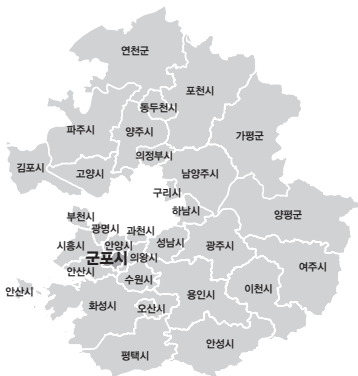 연천군
포천시
동두천시
파주시
양주시
가평군
의정부시
김포시
고양시
남양주시
구리시
하남시
양평군
부천시
광명시
과천시
시흥시
안양시
성남시
광주시
군포시
의왕시
여주시
안산시
수원시
안산시
용인시
이천시
화성시
오산시
안성시
평택시